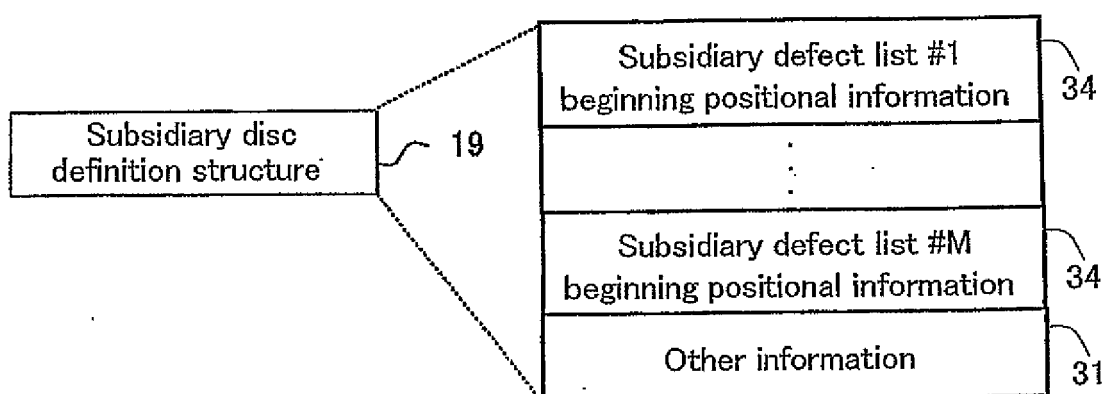 Subsidiary disc
definition structure
19
Subsidiary defect list #1
beginning positional information
34
Subsidiary defect list #M
beginning positional information
34
Other information
31